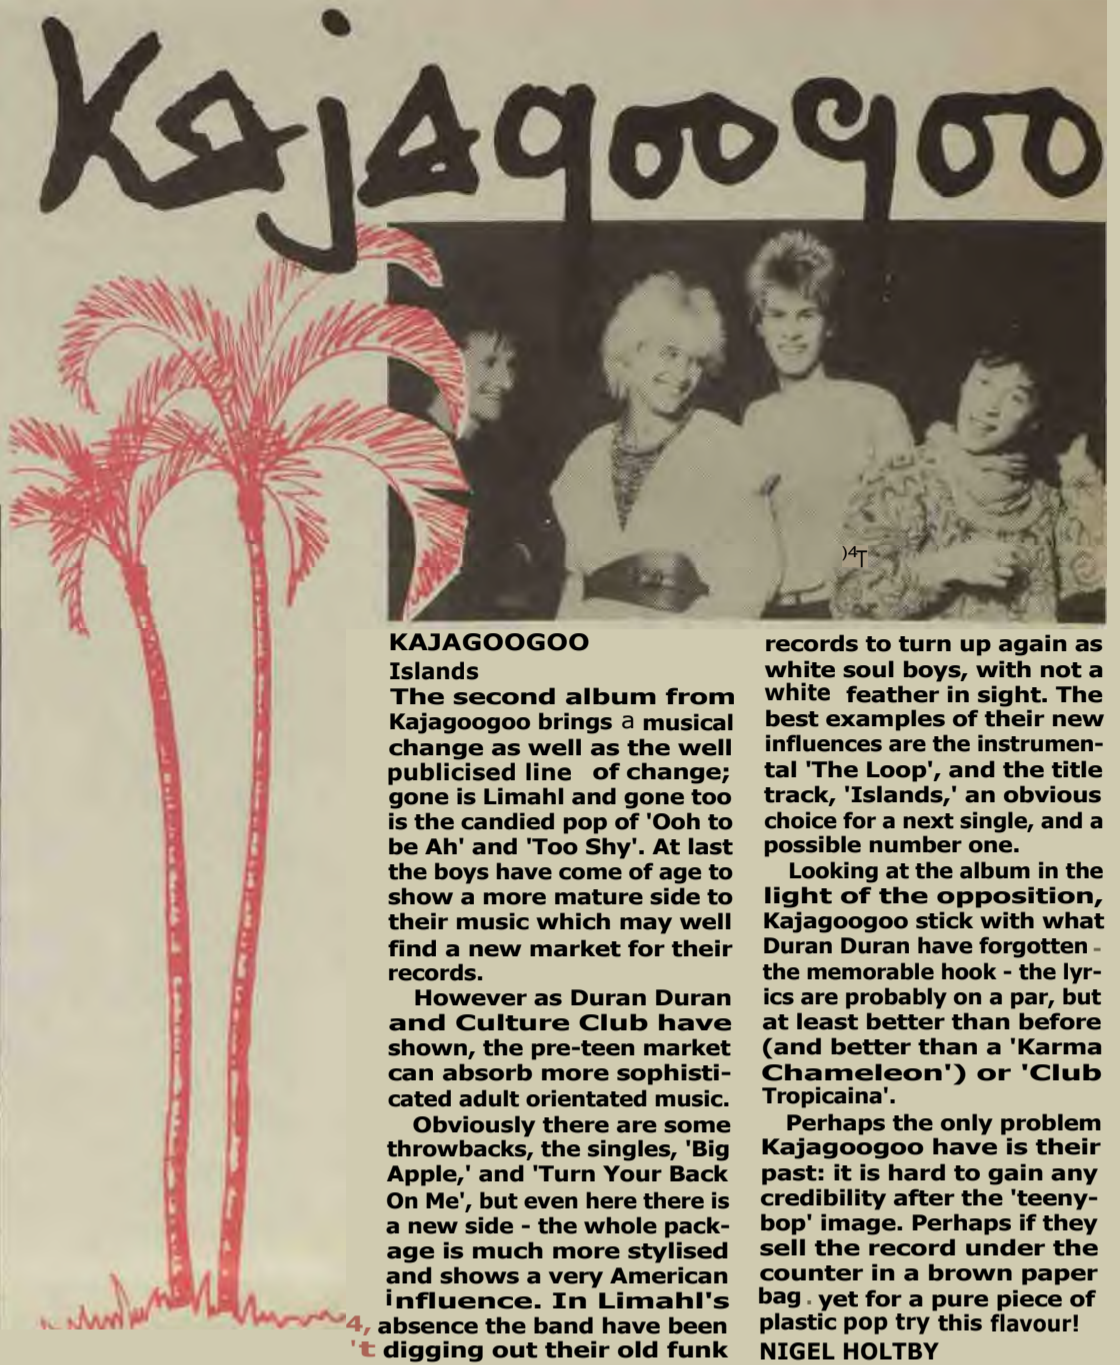 Kajagoogoo
KAJAGOOGOO
Islands
The second album from
Kajagoogoo brings a musical
change as well as the well
publicised line of change;
gone is Limahl and gone too
is the candied pop of 'Ooh to
be Ah' and 'Too Shy'. At last
the boys have come of age to
show a more mature side to
their music which may well
find a new market for their
records.
However as Duran Duran
and Culture Club have
shown, the pre-teen market
can absorb more sophisti-
cated adult orientated music.
Obviously there are some
throwbacks, the singles, 'Big
Apple,' and 'Turn Your Back
On Me', but even here there is
a new side - the whole pack-
age is much more stylised
and shows a very American
influence. In Limahl's
4, absence the band have been
't digging out their old funk
records to turn up again as
white soul boys, with not a
white feather in sight. The
best examples of their new
influences are the instrumen-
tal 'The Loop', and the title
track, 'Islands,' an obvious
choice for a next single, and a
possible number one.
Looking at the album in the
light of the opposition,
Kajagoogoo stick with what
Duran Duran have forgotten -
the memorable hook - the lyr-
ics are probably on a par, but
at least better than before
(and better than a 'Karma
Chameleon') or 'Club
Tropicaina'.
Perhaps the only problem
Kajagoogoo have is their
past: it is hard to gain any
credibility after the 'teeny-
bop' image. Perhaps if they
sell the record under the
counter in a brown paper
bag . yet for a pure piece of
plastic pop try this flavour!
NIGEL HOLTBY
)4T